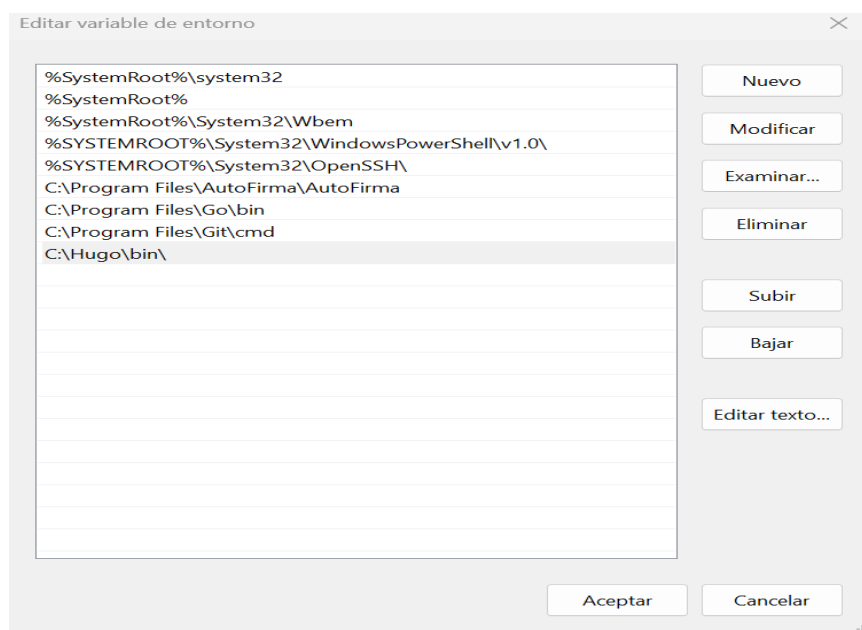 Editar variable de entorno
%SystemRoot%\system32
%SystemRoot%
%SystemRoot%\System32\Wbem
%SYSTEMROOT%\System32\WindowsPowerShell\v1.0\
%SYSTEMROOT%\System32\OpenSSH\
C:\Program Files\AutoFirma\AutoFirma
C:\Program Files\Go\bin
C:\Program Files\Git\cmd
C:\Hugo\bin\
Nuevo
Modificar
Examinar...
Eliminar
Subir
Bajar
Editar texto...
Aceptar
Cancelar